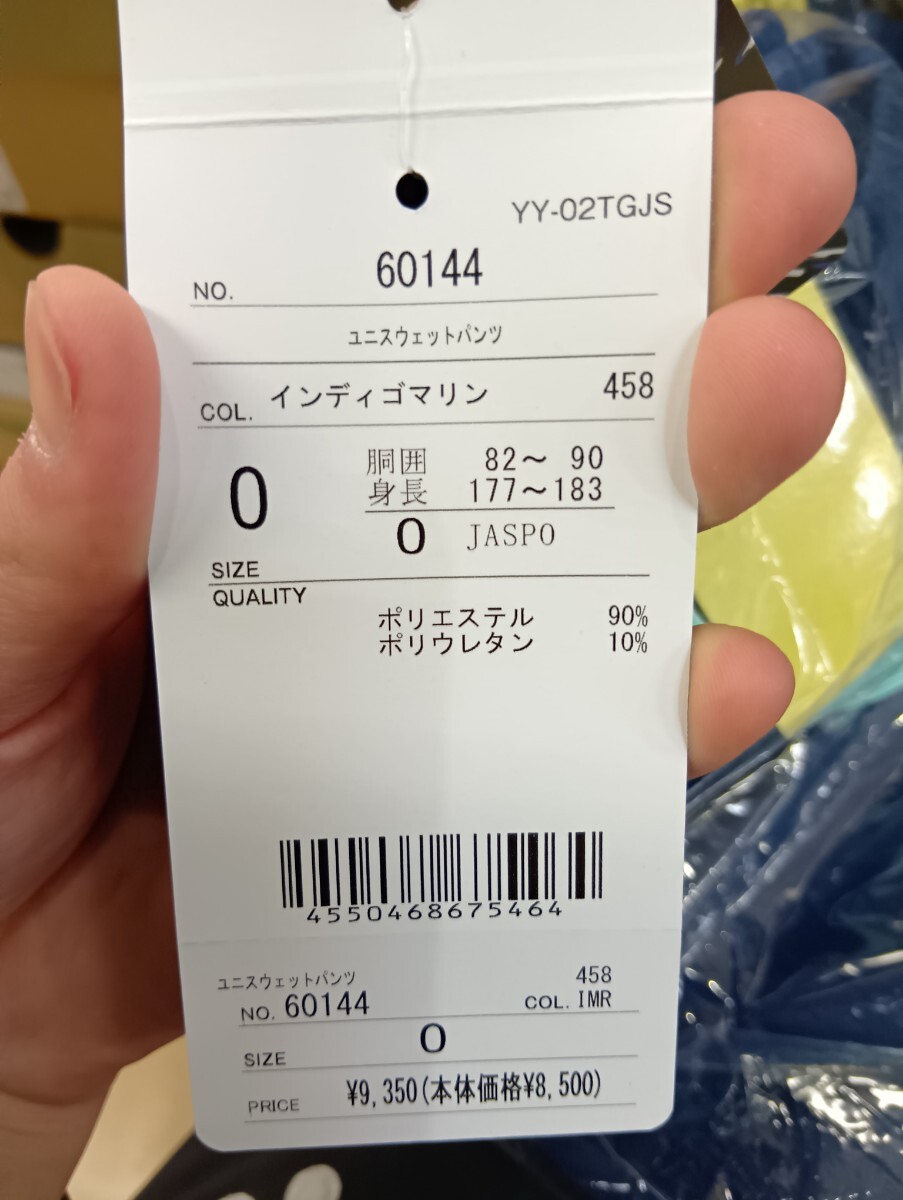 YY-02TGJS
NO. 60144
ユニスウェットパンツ
COL. インディゴマリン 458
0 胴囲 82～ 90
身長 177～183
O JASPO
SIZE
QUALITY
ポリエステル 90%
ポリウレタン 10%
4550468675464
ユニスウェットパンツ 458
NO. 60144 COL. IMR
SIZE O
PRICE ¥9,350(本体価格¥8,500)